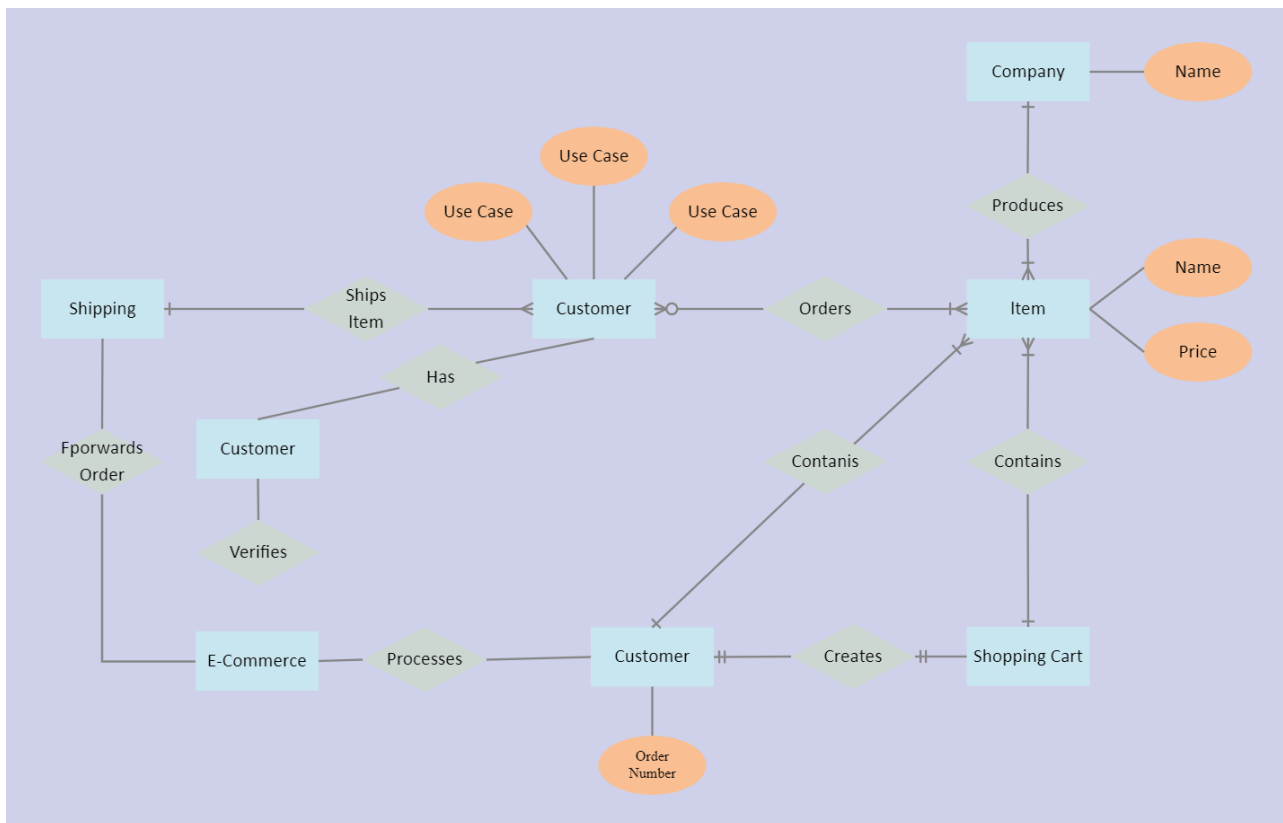 Company
Name
Use Case
Use Case
Use Case
Produces
Name
Shipping
Ships
Item
Customer
Orders
Item
Price
Has
Customer
Fporwards
Order
Contanis
Contains
Verifies
E-Commerce
Processes
Customer
Creates
Shopping Cart
Order
Number